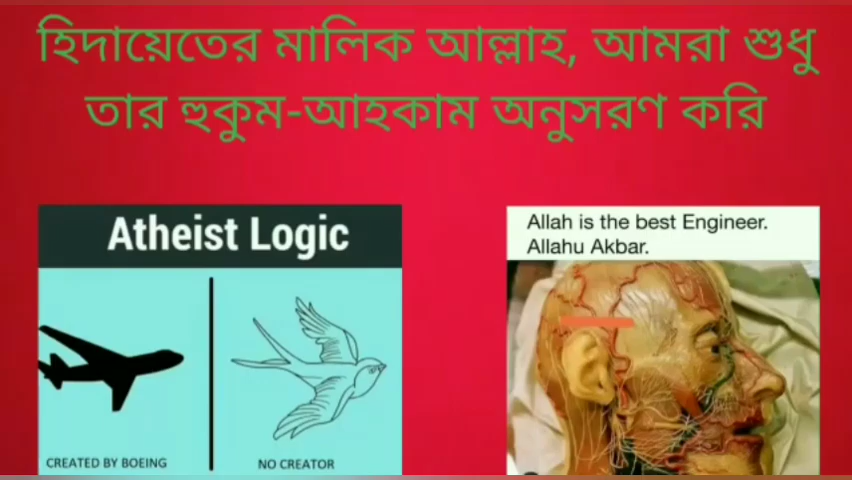 হিদায়েতের মালিক আল্লাহ, আমরা শুধু
তার হুকুম-আহকাম অনুসরণ করি
Atheist Logic
CREATED BY BOEING
NO CREATOR
Allah is the best Engineer.
Allahu Akbar.